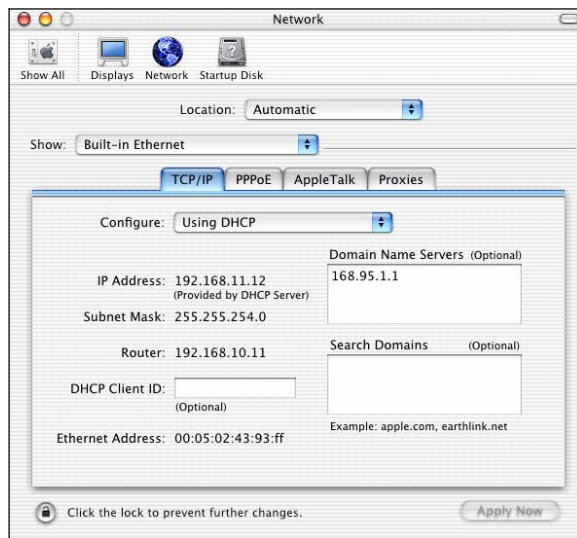 Network
Show All
Displays
Network
Startup Disk
Location: Automatic
Show: Built-in Ethernet
TCP/IP
PPPoE
AppleTalk
Proxies
Configure: Using DHCP
Domain Name Servers (Optional)
168.95.1.1
IP Address: 192.168.11.12
(Provided by DHCP Server)
Subnet Mask: 255.255.254.0
Router: 192.168.10.11
Search Domains (Optional)
DHCP Client ID:
(Optional)
Example: apple.com, earthlink.net
Ethernet Address: 00:05:02:43:93:ff
Click the lock to prevent further changes.
Apply Now